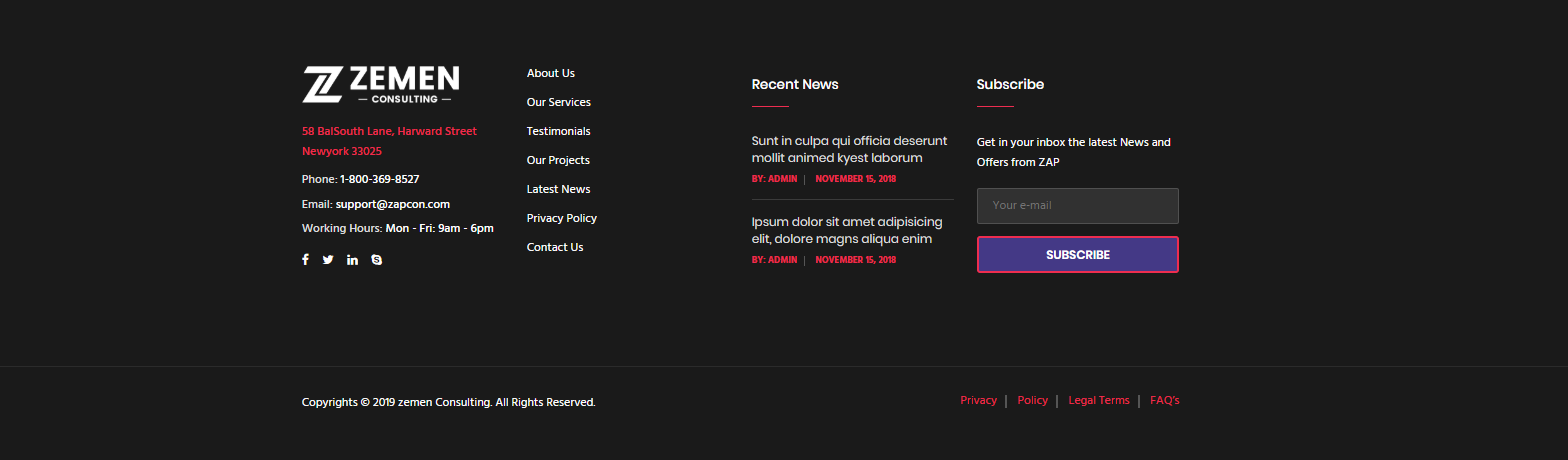 ZEMEN
— CONSULTING —
58 BalSouth Lane, Harward Street
Newyork 33025
Phone: 1-800-369-8527
Email: support@zapcon.com
Working Hours: Mon - Fri: 9am - 6pm
About Us
Our Services
Testimonials
Our Projects
Latest News
Privacy Policy
Contact Us
Recent News
Sunt in culpa qui officia deserunt
mollit animed kyest laborum
BY: ADMIN | NOVEMBER 15, 2018
Ipsum dolor sit amet adipisicing
elit, dolore magns aliqua enim
BY: ADMIN | NOVEMBER 15, 2018
Subscribe
Get in your inbox the latest News and
Offers from ZAP
Your e-mail
SUBSCRIBE
Copyrights © 2019 zemen Consulting. All Rights Reserved.
Privacy | Policy | Legal Terms | FAQ's